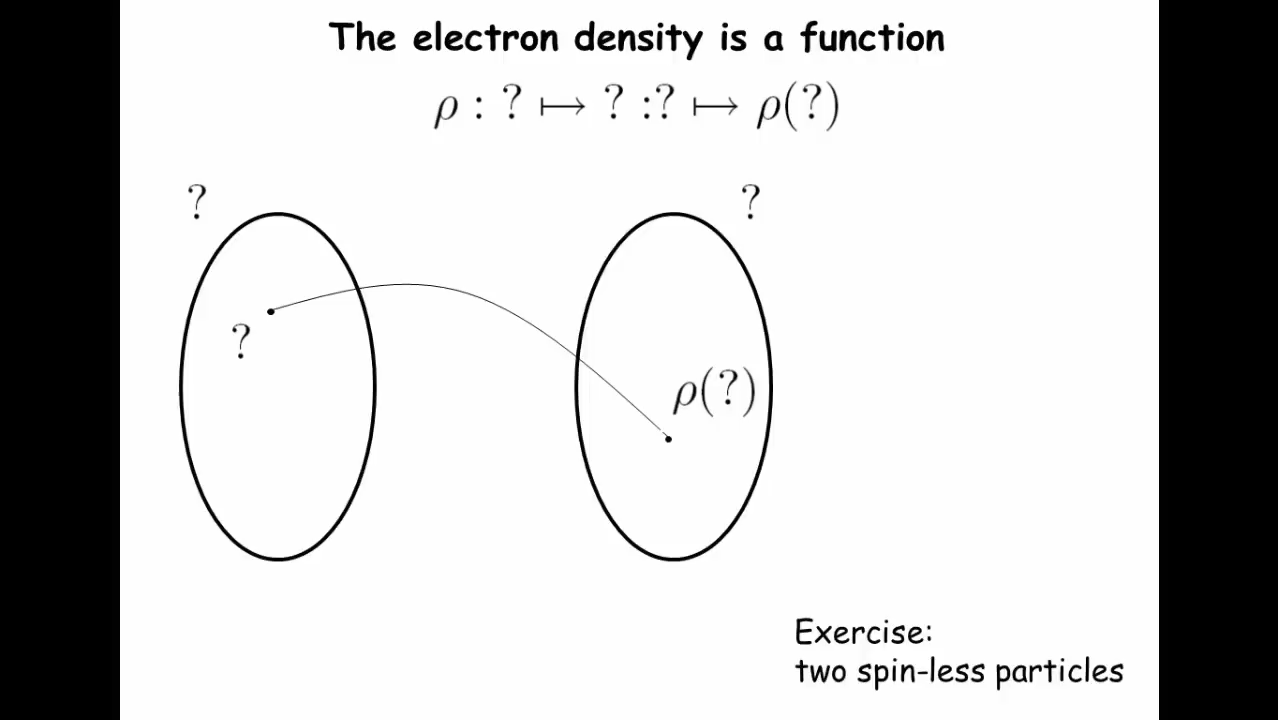 The electron density is a function
ρ : ? ⟼ ? :? ⟼ ρ(?)
?
?
?
ρ(?)
Exercise:
two spin-less particles